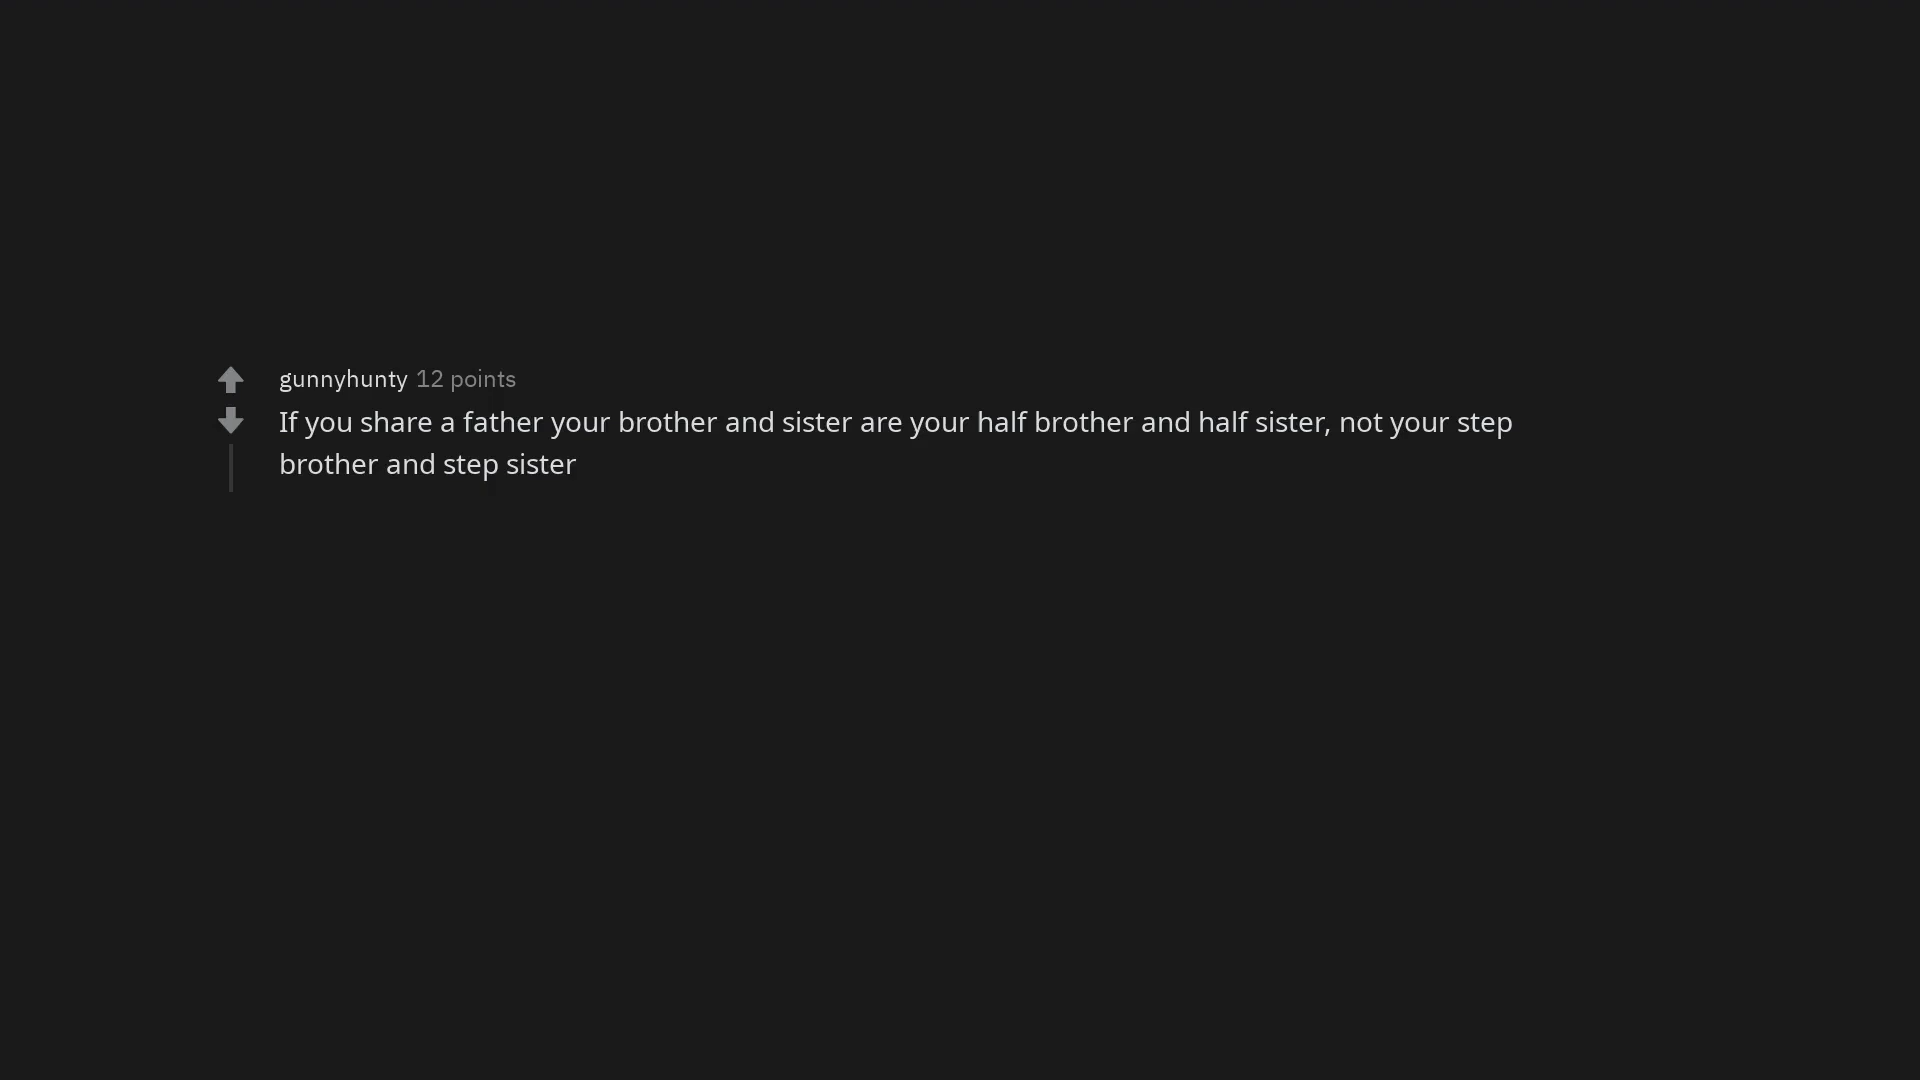 gunnyhunty 12 points
If you share a father your brother and sister are your half brother and half sister, not your step
brother and step sister